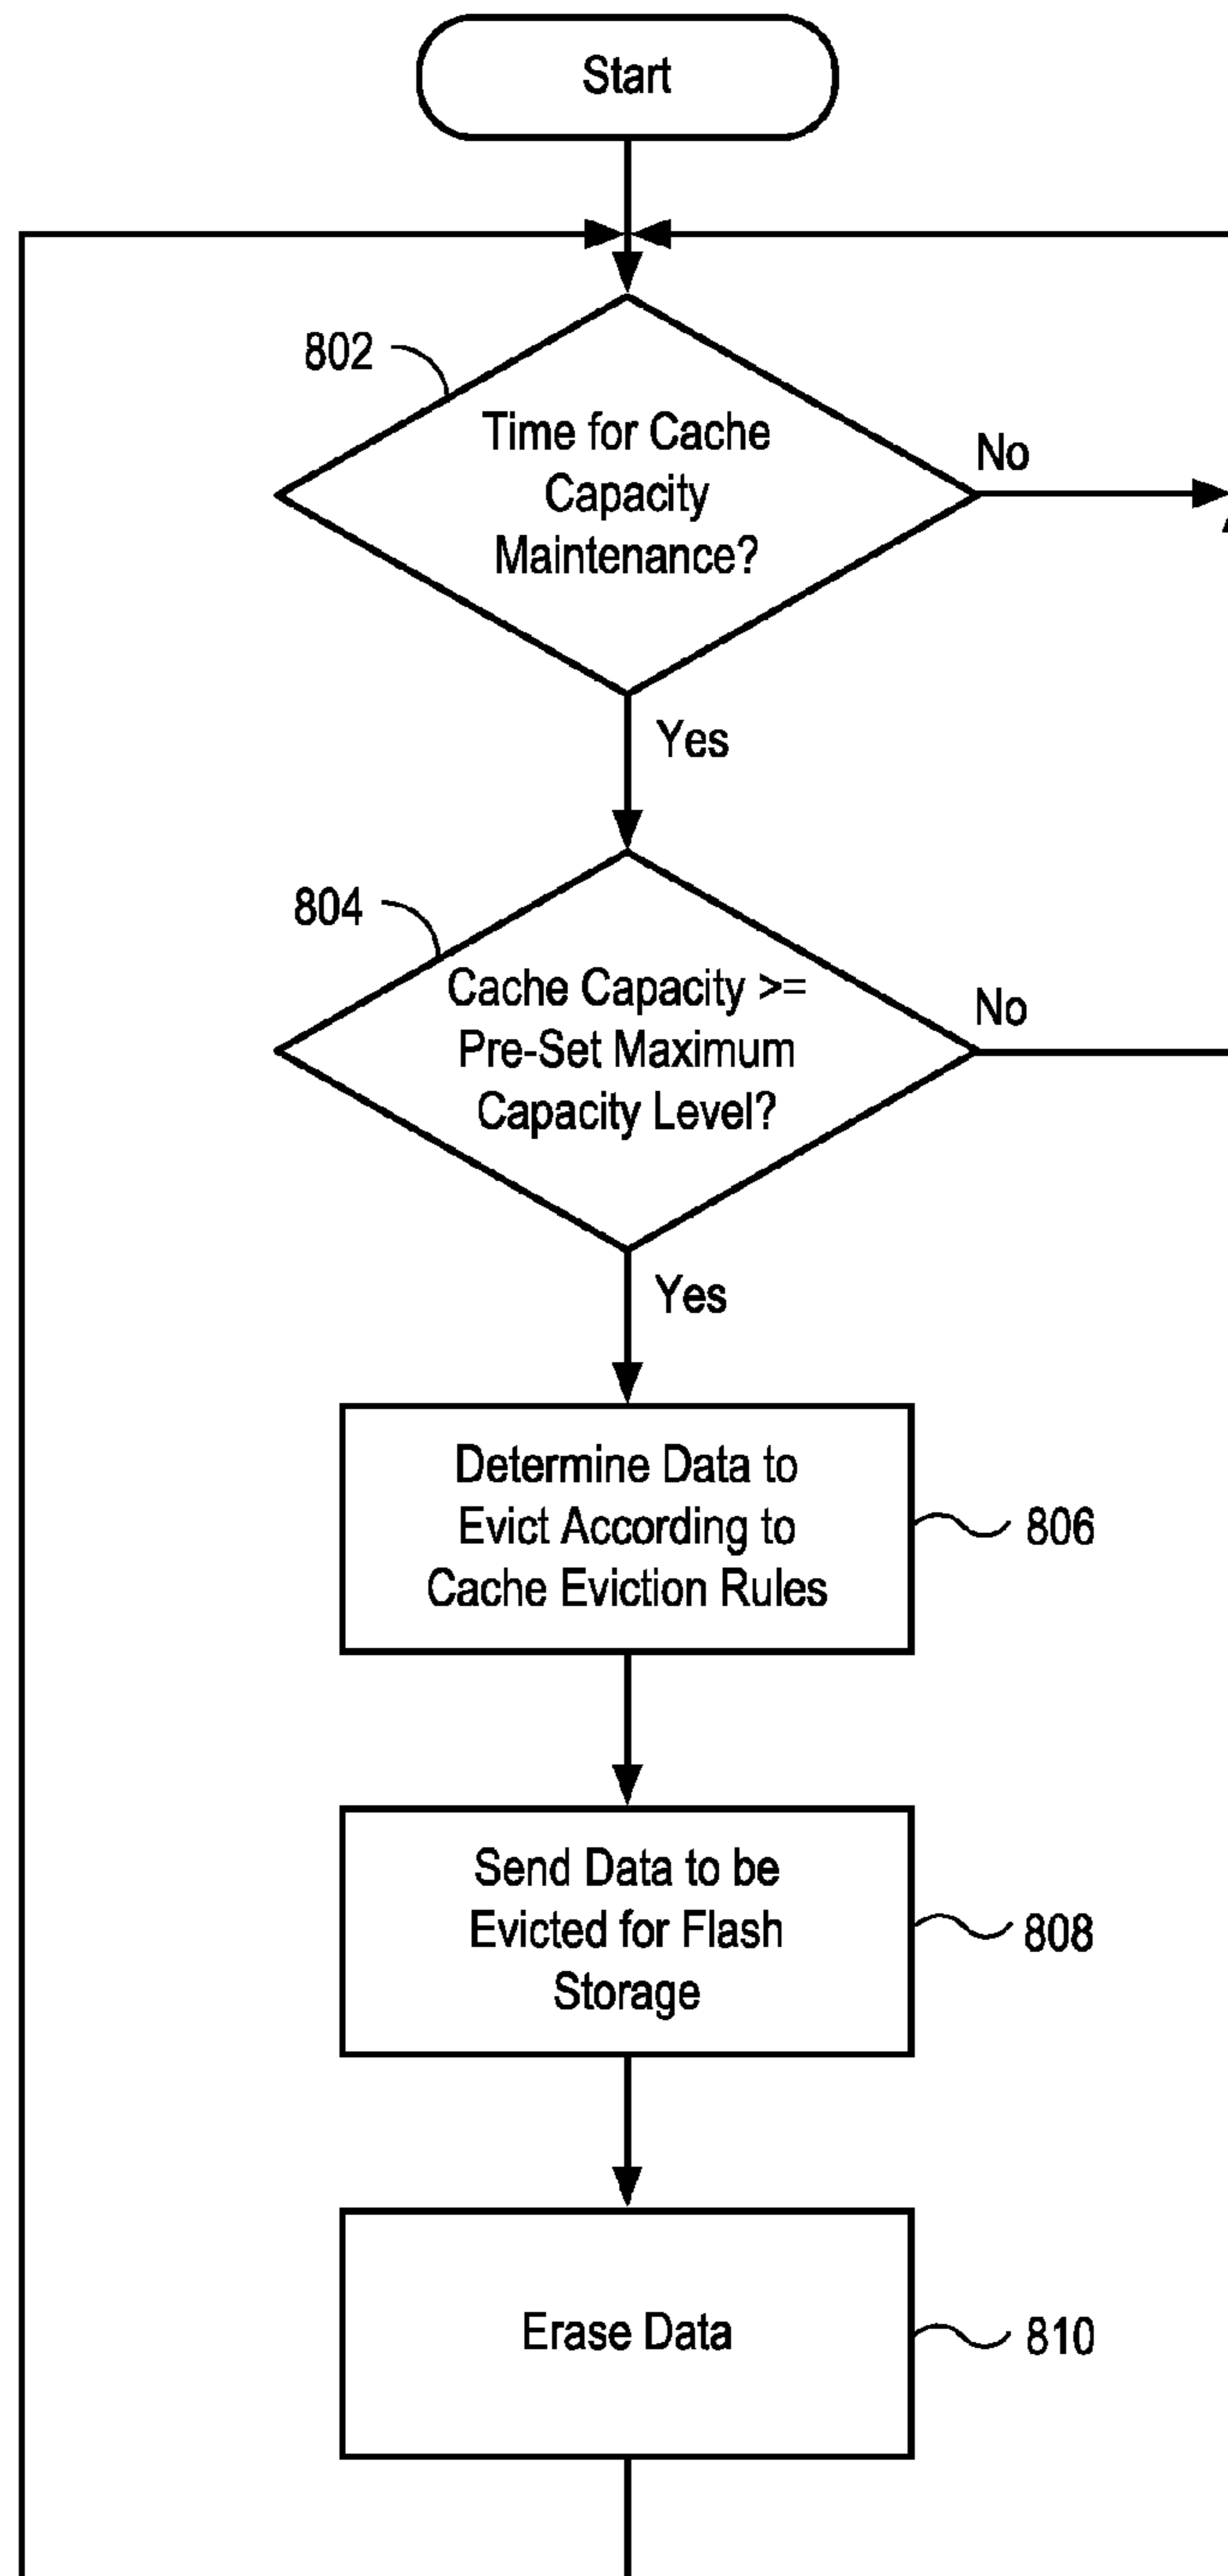 Start
802
Time for Cache
Capacity
Maintenance?
No
Yes
804
Cache Capacity >=
Pre-Set Maximum
Capacity Level?
No
Yes
Determine Data to
Evict According to
Cache Eviction Rules
806
Send Data to be
Evicted for Flash
Storage
808
Erase Data
810